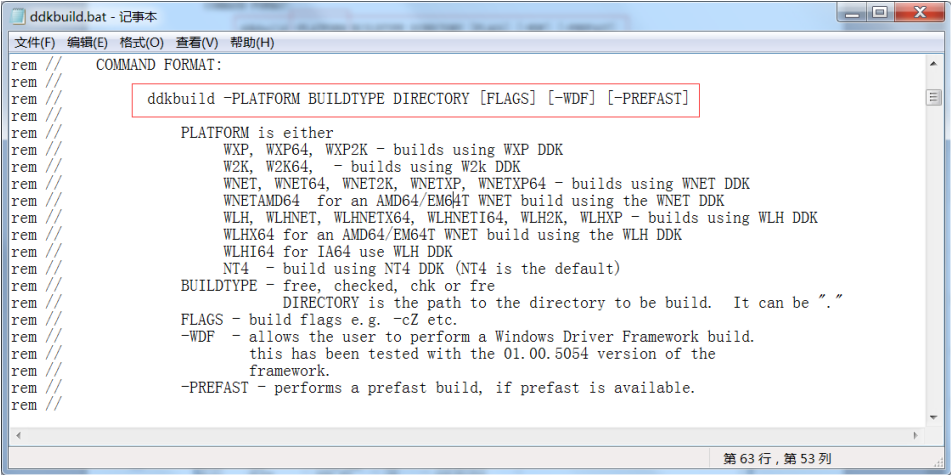 ddkbuild.bat - 记事本
文件(F) 编辑(E) 格式(O) 查看(V) 帮助(H)
rem // COMMAND FORMAT:
rem //
rem // ddkbuild -PLATFORM BUILDTYPE DIRECTORY [FLAGS] [-WDF] [-PREFAST]
rem //
rem // PLATFORM is either
rem // WXP, WXP64, WXP2K - builds using WXP DDK
rem // W2K, W2K64, - builds using W2k DDK
rem // WNET, WNET64, WNET2K, WNETXP, WNETXP64 - builds using WNET DDK
rem // WNETAMD64 for an AMD64/EM64T WNET build using the WNET DDK
rem // WLH, WLHNET, WLHNETX64, WLHNETI64, WLH2K, WLHXP - builds using WLH DDK
rem // WLHX64 for an AMD64/EM64T WNET build using the WLH DDK
rem // WLHI64 for IA64 use WLH DDK
rem // NT4 - build using NT4 DDK (NT4 is the default)
rem // BUILDTYPE - free, checked, chk or fre
rem // DIRECTORY is the path to the directory to be build. It can be "."
rem // FLAGS - build flags e.g. -cZ etc.
rem // -WDF - allows the user to perform a Windows Driver Framework build.
rem // this has been tested with the 01.00.5054 version of the
rem // framework.
rem // -PREFAST - performs a prefast build, if prefast is available.
rem //
第 63 行，第 53 列